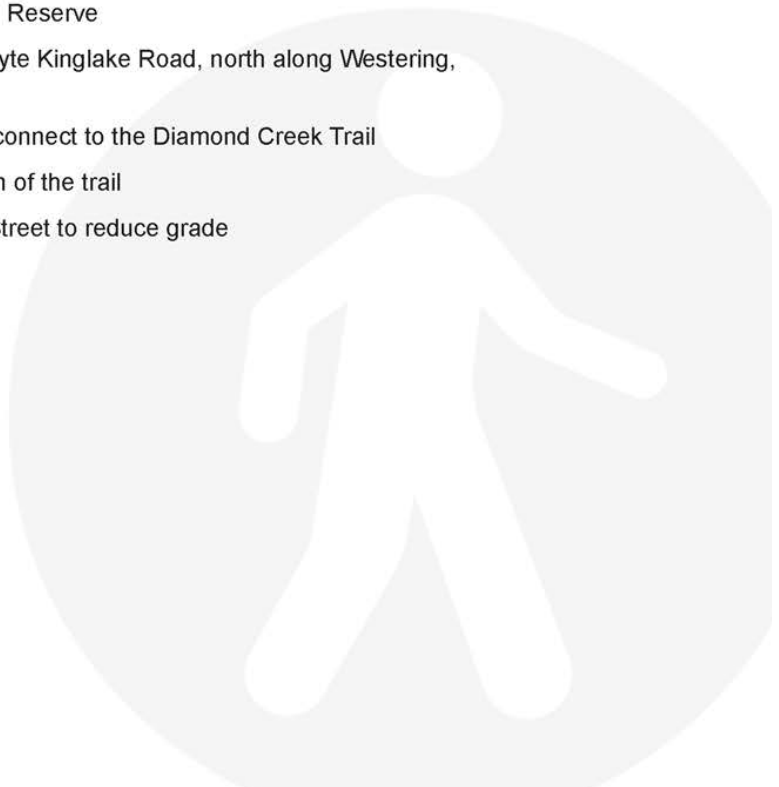 Reserve
yte Kinglake Road, north along Westering,
connect to the Diamond Creek Trail
of the trail
treet to reduce grade